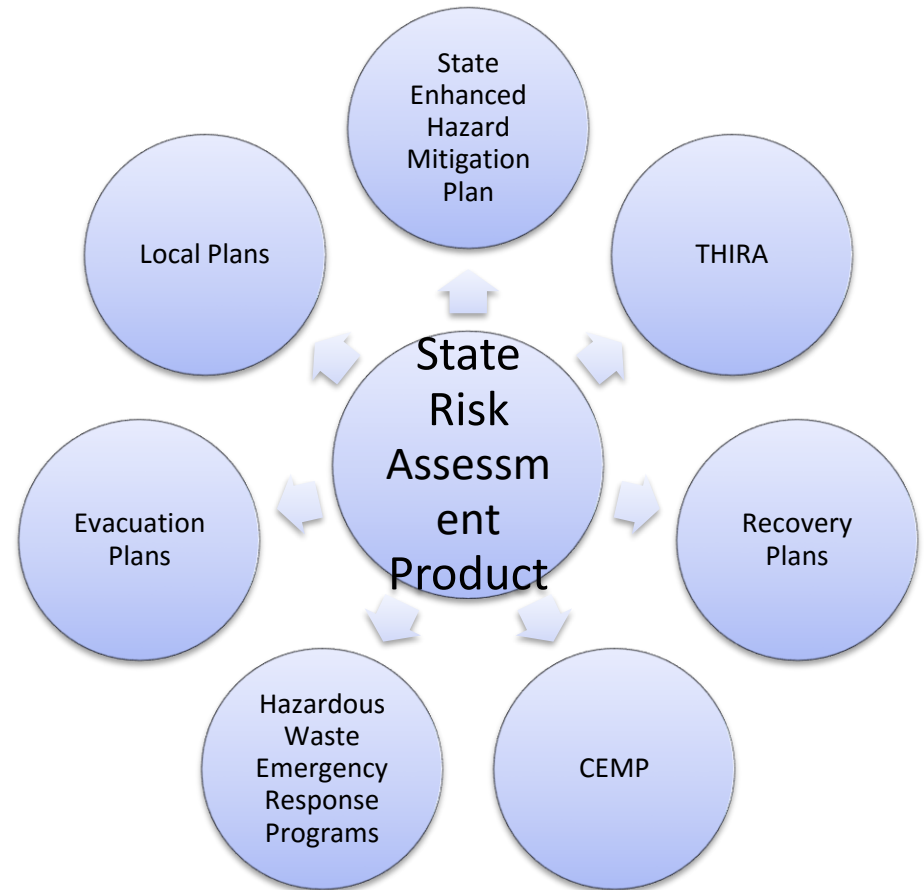 State
Enhanced
Hazard
Mitigation
Plan
THIRA
Recovery
Plans
CEMP
Hazardous
Waste
Emergency
Response
Programs
Evacuation
Plans
Local Plans
State
Risk
Assessm
ent
Product